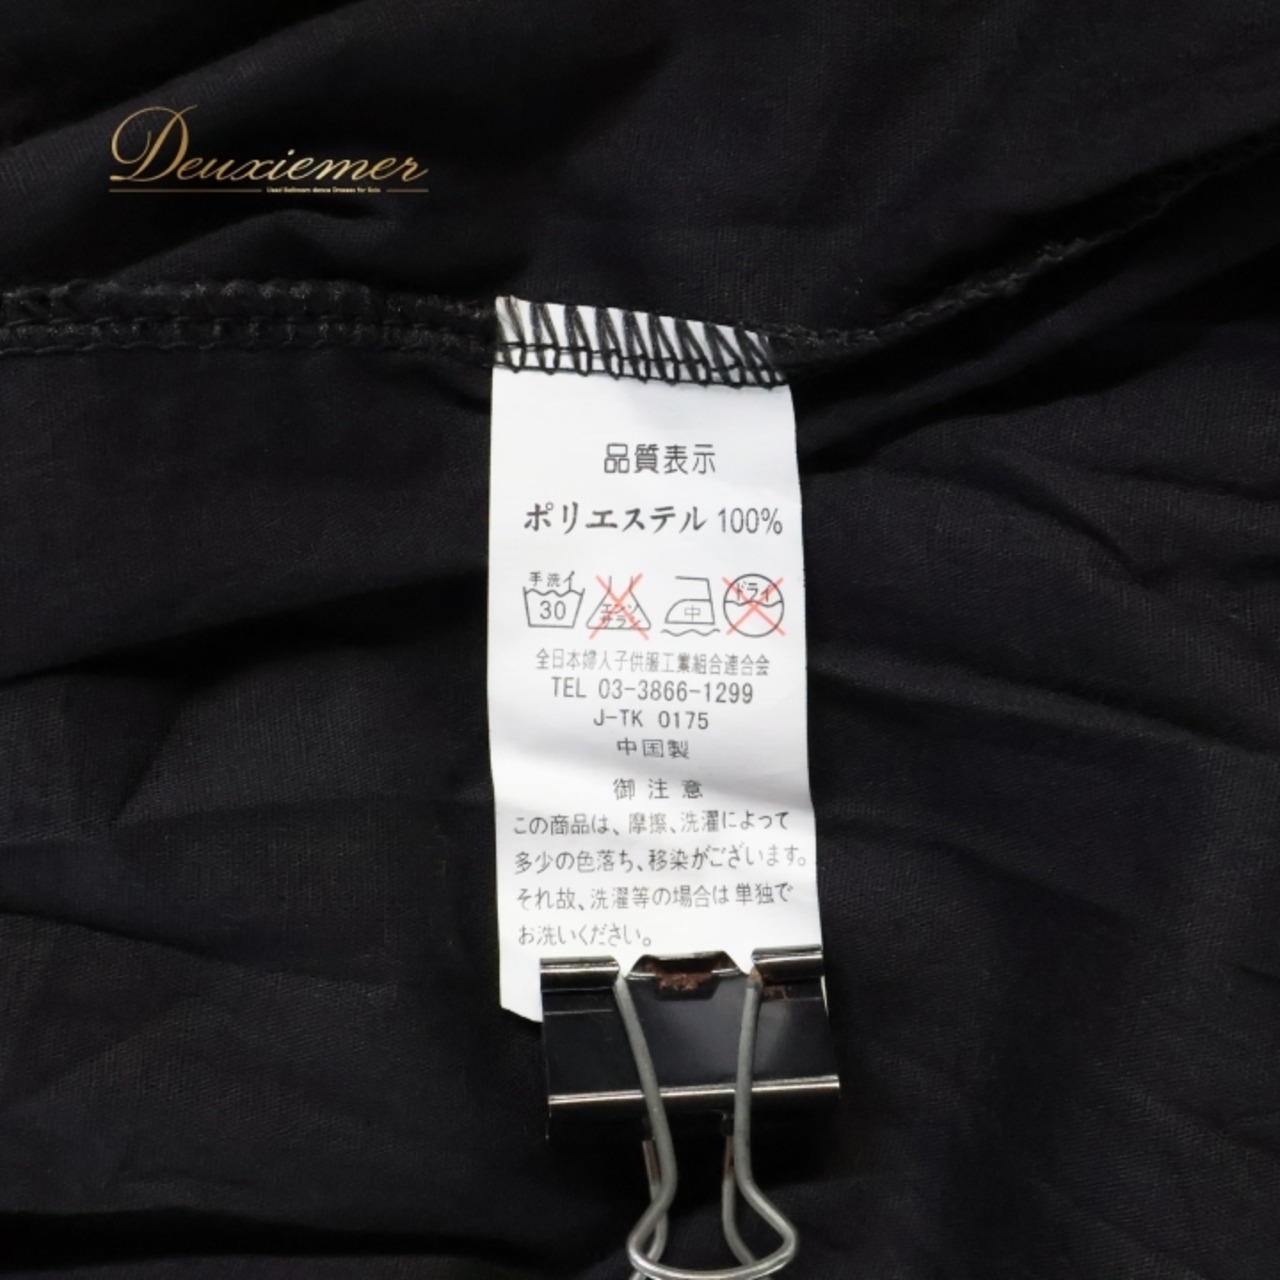 Deuxiemer
Used Ballroom dance Dresses for Sale
品質表示
ポリエステル 100%
手洗イ
30
エンソ
サラシ
中
ドライ
全日本婦人子供服工業組合連合会
TEL 03-3866-1299
J-TK 0175
中国製
御注意
この商品は、摩擦、洗濯によって
多少の色落ち、移染がございます。
それ故、洗濯等の場合は単独で
お洗いください。